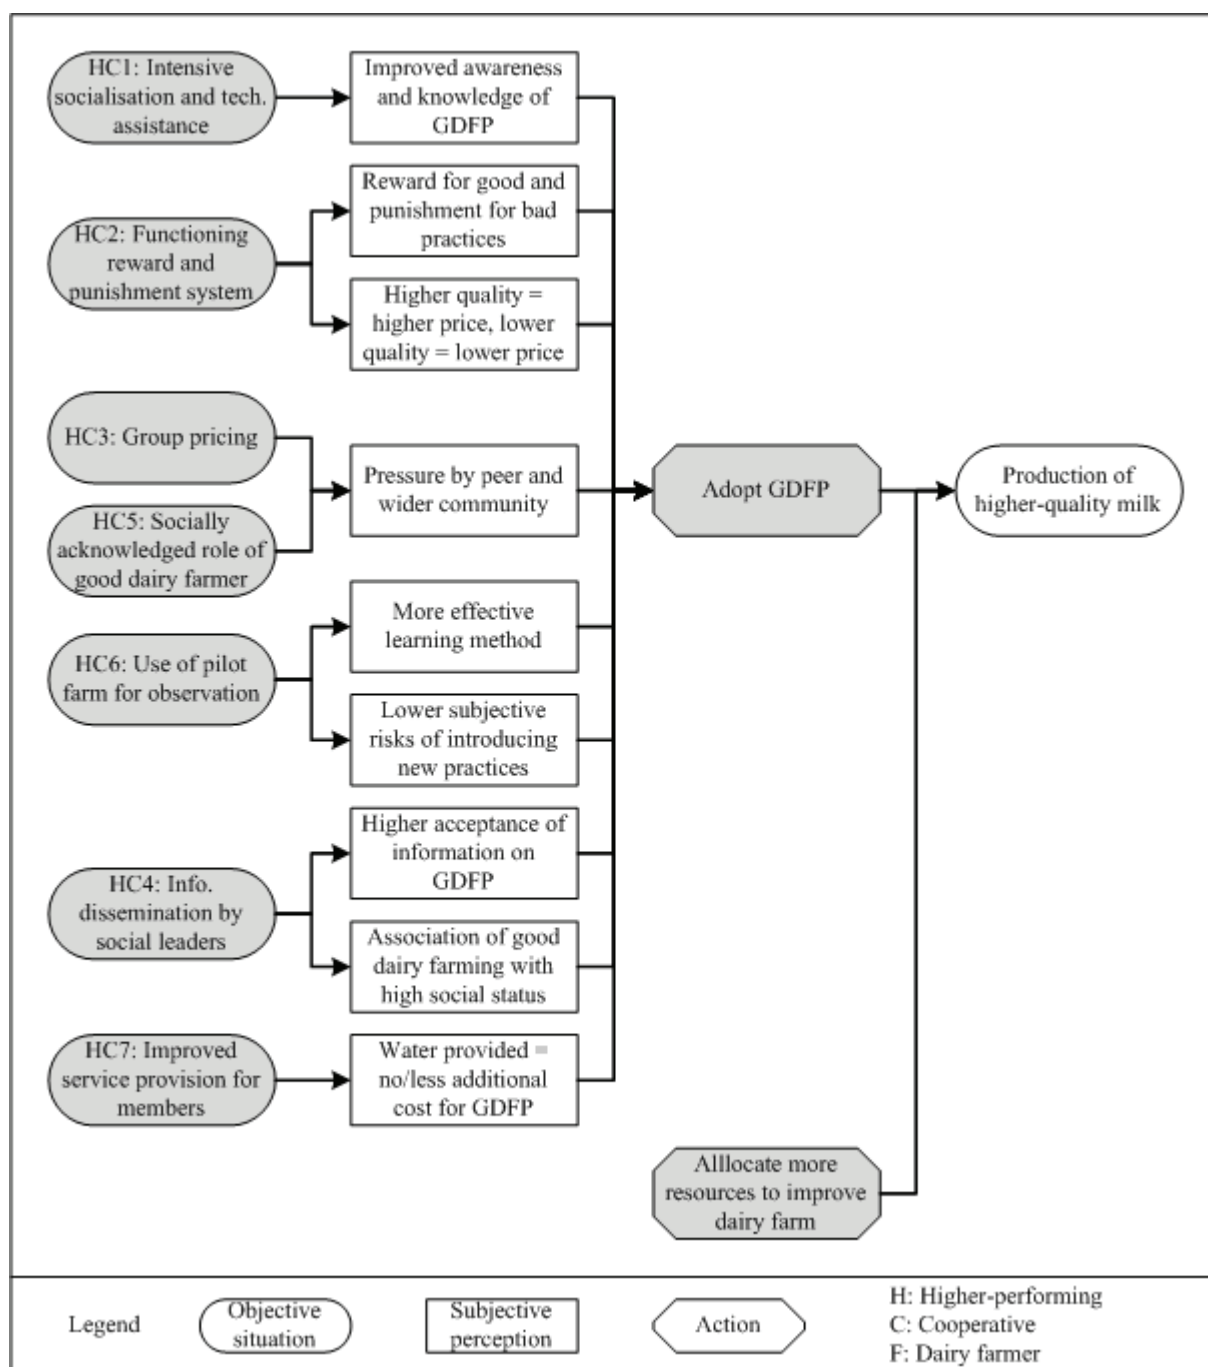 HC1: Intensive
socialisation and tech.
assistance
Improved awareness
and knowledge of
GDFP
Reward for good and
punishment for bad
practices
HC2: Functioning
reward and
punishment system
Higher quality =
higher price, lower
quality = lower price
HC3: Group pricing
Pressure by peer and
wider community
HC5: Socially
acknowledged role of
good dairy farmer
Adopt GDFP
Production of
higher-quality milk
More effective
learning method
HC6: Use of pilot
farm for observation
Lower subjective
risks of introducing
new practices
Higher acceptance of
information on
GDFP
HC4: Info.
dissemination by
social leaders
Association of good
dairy farming with
high social status
HC7: Improved
service provision for
members
Water provided =
no/less additional
cost for GDFP
Alllocate more
resources to improve
dairy farm
Legend
Objective
situation
Subjective
perception
Action
H: Higher-performing
C: Cooperative
F: Dairy farmer